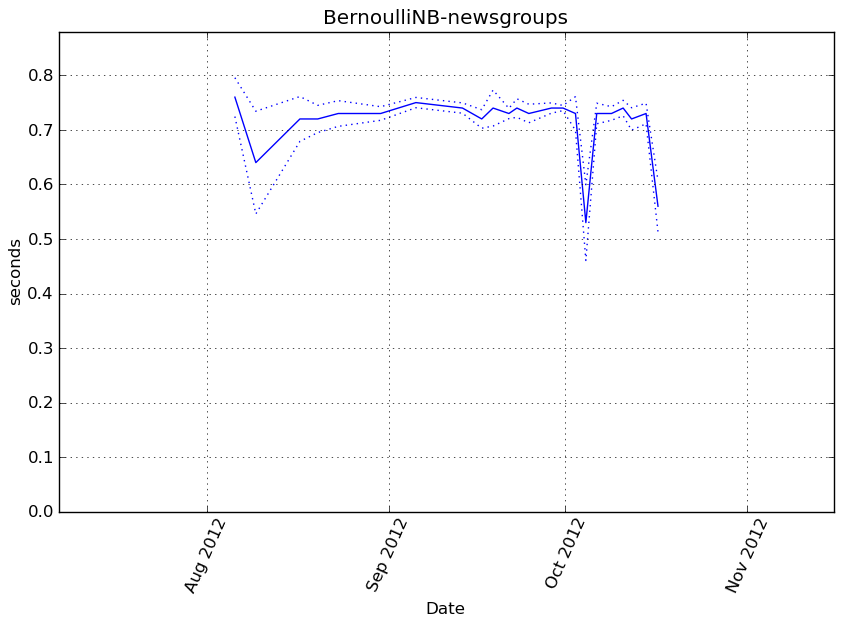 BernoulliNB-newsgroups
0.8
0.7
0.6
0.5
0.4
0.3
0.2
0.1
0.0
seconds
Aug 2012
Sep 2012
Oct 2012
Nov 2012
Date